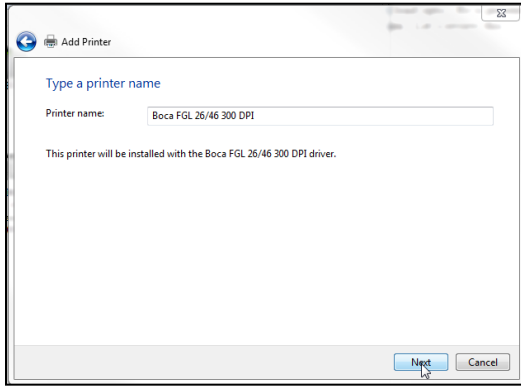 Add Printer
Type a printer name
Printer name: Boca FGL 26/46 300 DPI
This printer will be installed with the Boca FGL 26/46 300 DPI driver.
Next Cancel